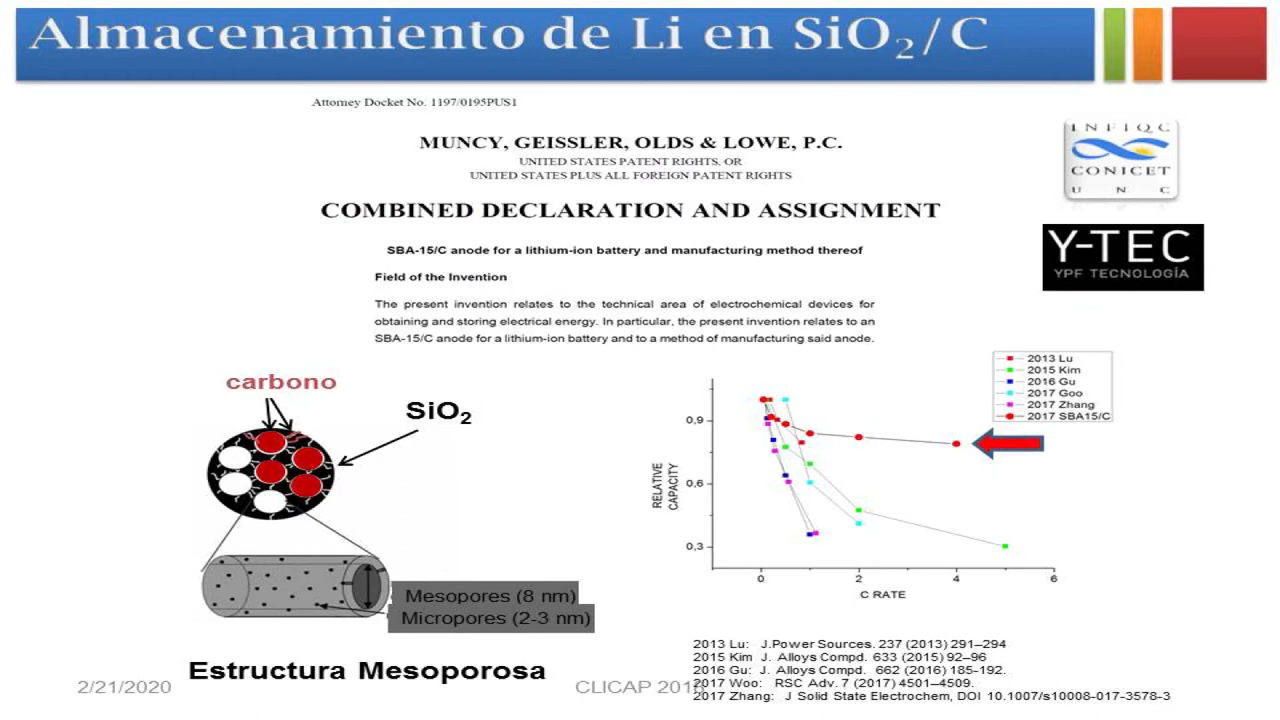 Almacenamiento de Li en SiO₂/C
Attorney Docket No. 1197/0195PUS1
MUNCY, GEISSLER, OLDS & LOWE, P.C.
UNITED STATES PATENT RIGHTS, OR
UNITED STATES PLUS ALL FOREIGN PATENT RIGHTS
COMBINED DECLARATION AND ASSIGNMENT
SBA-15/C anode for a lithium-ion battery and manufacturing method thereof
Field of the Invention
The present invention relates to the technical area of electrochemical devices for
obtaining and storing electrical energy. In particular, the present invention relates to an
SBA-15/C anode for a lithium-ion battery and to a method of manufacturing said anode.
INFIQC
CONICET
U N C
Y-TEC
YPF TECNOLOGÍA
carbono
SiO₂
Mesopores (8 nm)
Micropores (2-3 nm)
Estructura Mesoporosa
2013 Lu
2015 Kim
2016 Gu
2017 Goo
2017 Zhang
2017 SBA15/C
RELATIVE
CAPACITY
0,9
0,6
0,3
0 2 4 6
C RATE
2013 Lu: J.Power Sources. 237 (2013) 291–294
2015 Kim J. Alloys Compd. 633 (2015) 92–96
2016 Gu: J. Alloys Compd. 662 (2016) 185-192.
2017 Woo: RSC Adv. 7 (2017) 4501–4509.
2017 Zhang: J Solid State Electrochem, DOI 10.1007/s10008-017-3578-3
2/21/2020
CLICAP 2018